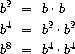 b² = b · b
b⁴ = b² · b²
b⁸ = b⁴ · b⁴